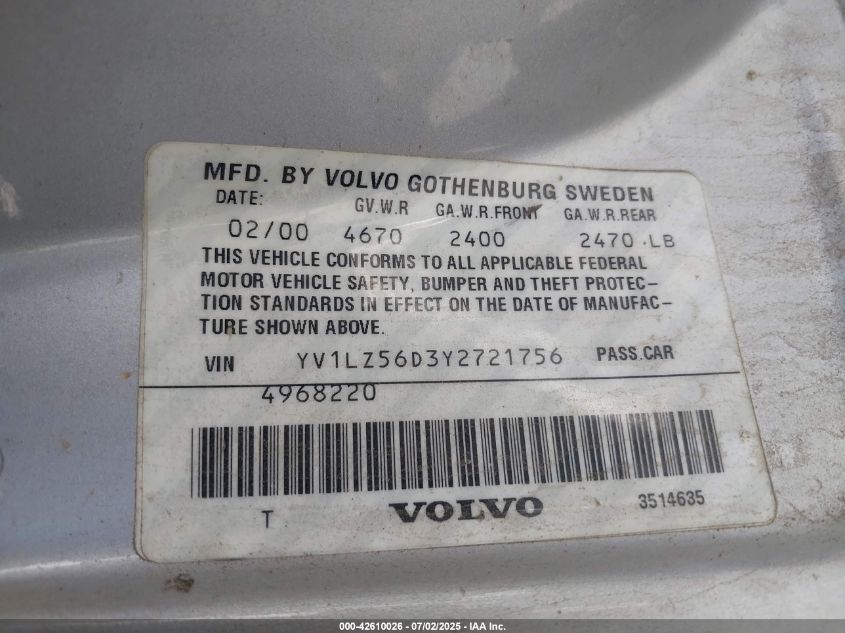 MFD. BY VOLVO GOTHENBURG SWEDEN
DATE: GV.W.R GA.W.R.FRONT GA.W.R.REAR
02/00 4670 2400 2470 LB
THIS VEHICLE CONFORMS TO ALL APPLICABLE FEDERAL
MOTOR VEHICLE SAFETY, BUMPER AND THEFT PROTEC-
TION STANDARDS IN EFFECT ON THE DATE OF MANUFAC-
TURE SHOWN ABOVE.
VIN YV1LZ56D3Y2721756 PASS.CAR
4968220
T VOLVO 3514635
000-42610026 - 07/02/2025 - IAA Inc.